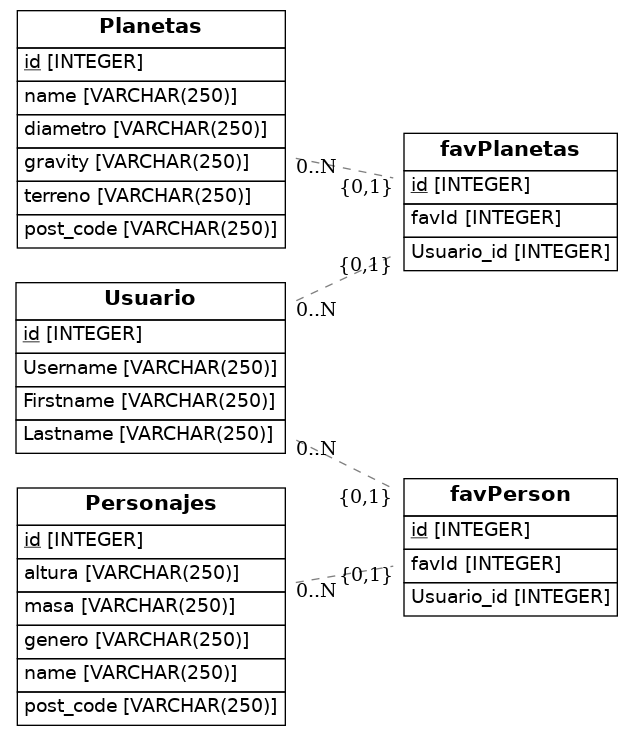 Planetas
id [INTEGER]
name [VARCHAR(250)]
diametro [VARCHAR(250)]
gravity [VARCHAR(250)]
terreno [VARCHAR(250)]
post_code [VARCHAR(250)]
0..N
{0,1}
favPlanetas
id [INTEGER]
favId [INTEGER]
Usuario_id [INTEGER]
{0,1}
0..N
Usuario
id [INTEGER]
Username [VARCHAR(250)]
Firstname [VARCHAR(250)]
Lastname [VARCHAR(250)]
0..N
{0,1}
favPerson
id [INTEGER]
favId [INTEGER]
Usuario_id [INTEGER]
{0,1}
0..N
Personajes
id [INTEGER]
altura [VARCHAR(250)]
masa [VARCHAR(250)]
genero [VARCHAR(250)]
name [VARCHAR(250)]
post_code [VARCHAR(250)]